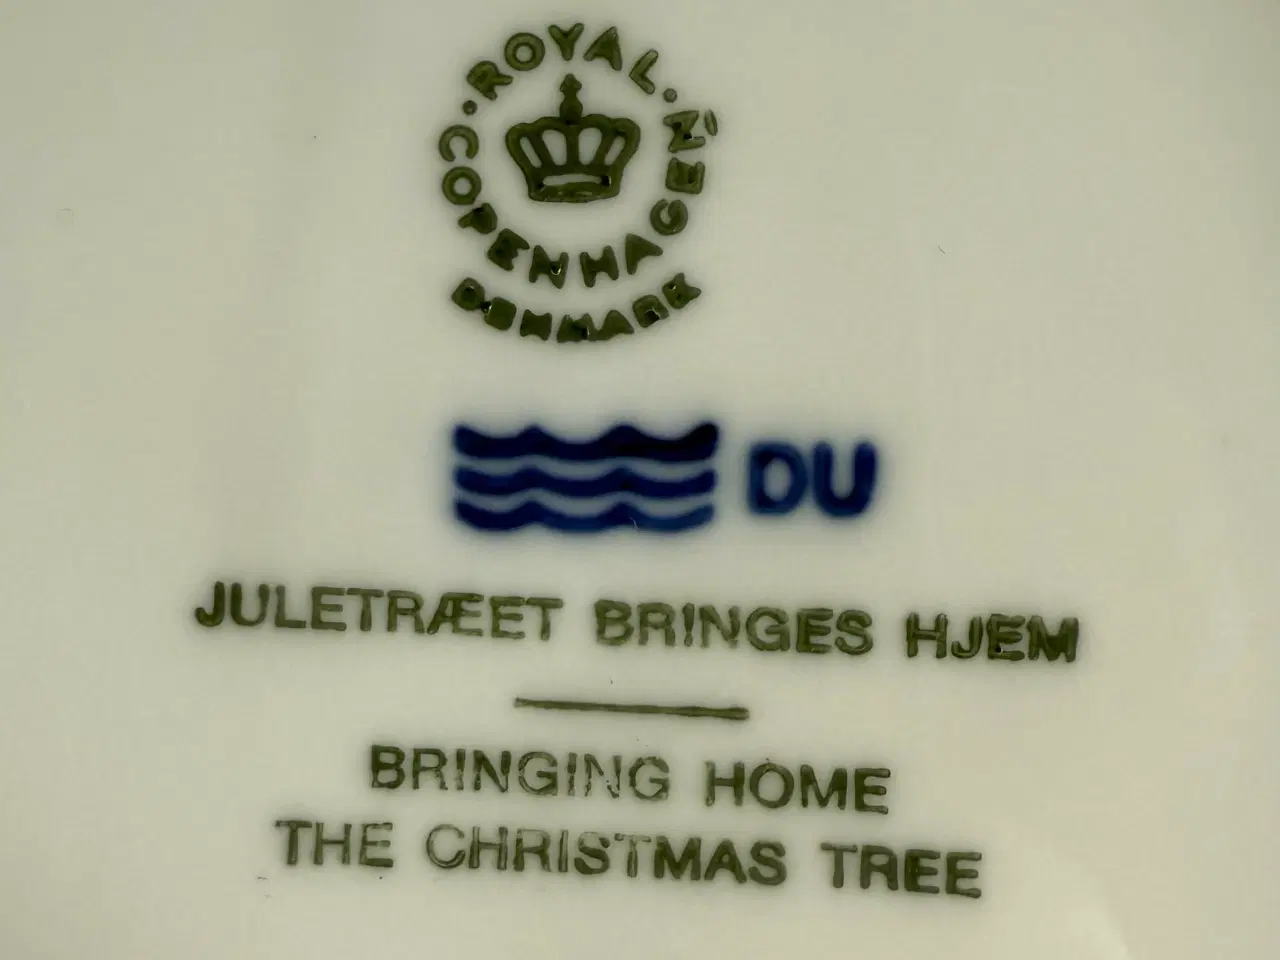 ROYAL
COPENHAGEN
DENMARK
DU
JULETRÆET BRINGES HJEM
BRINGING HOME
THE CHRISTMAS TREE